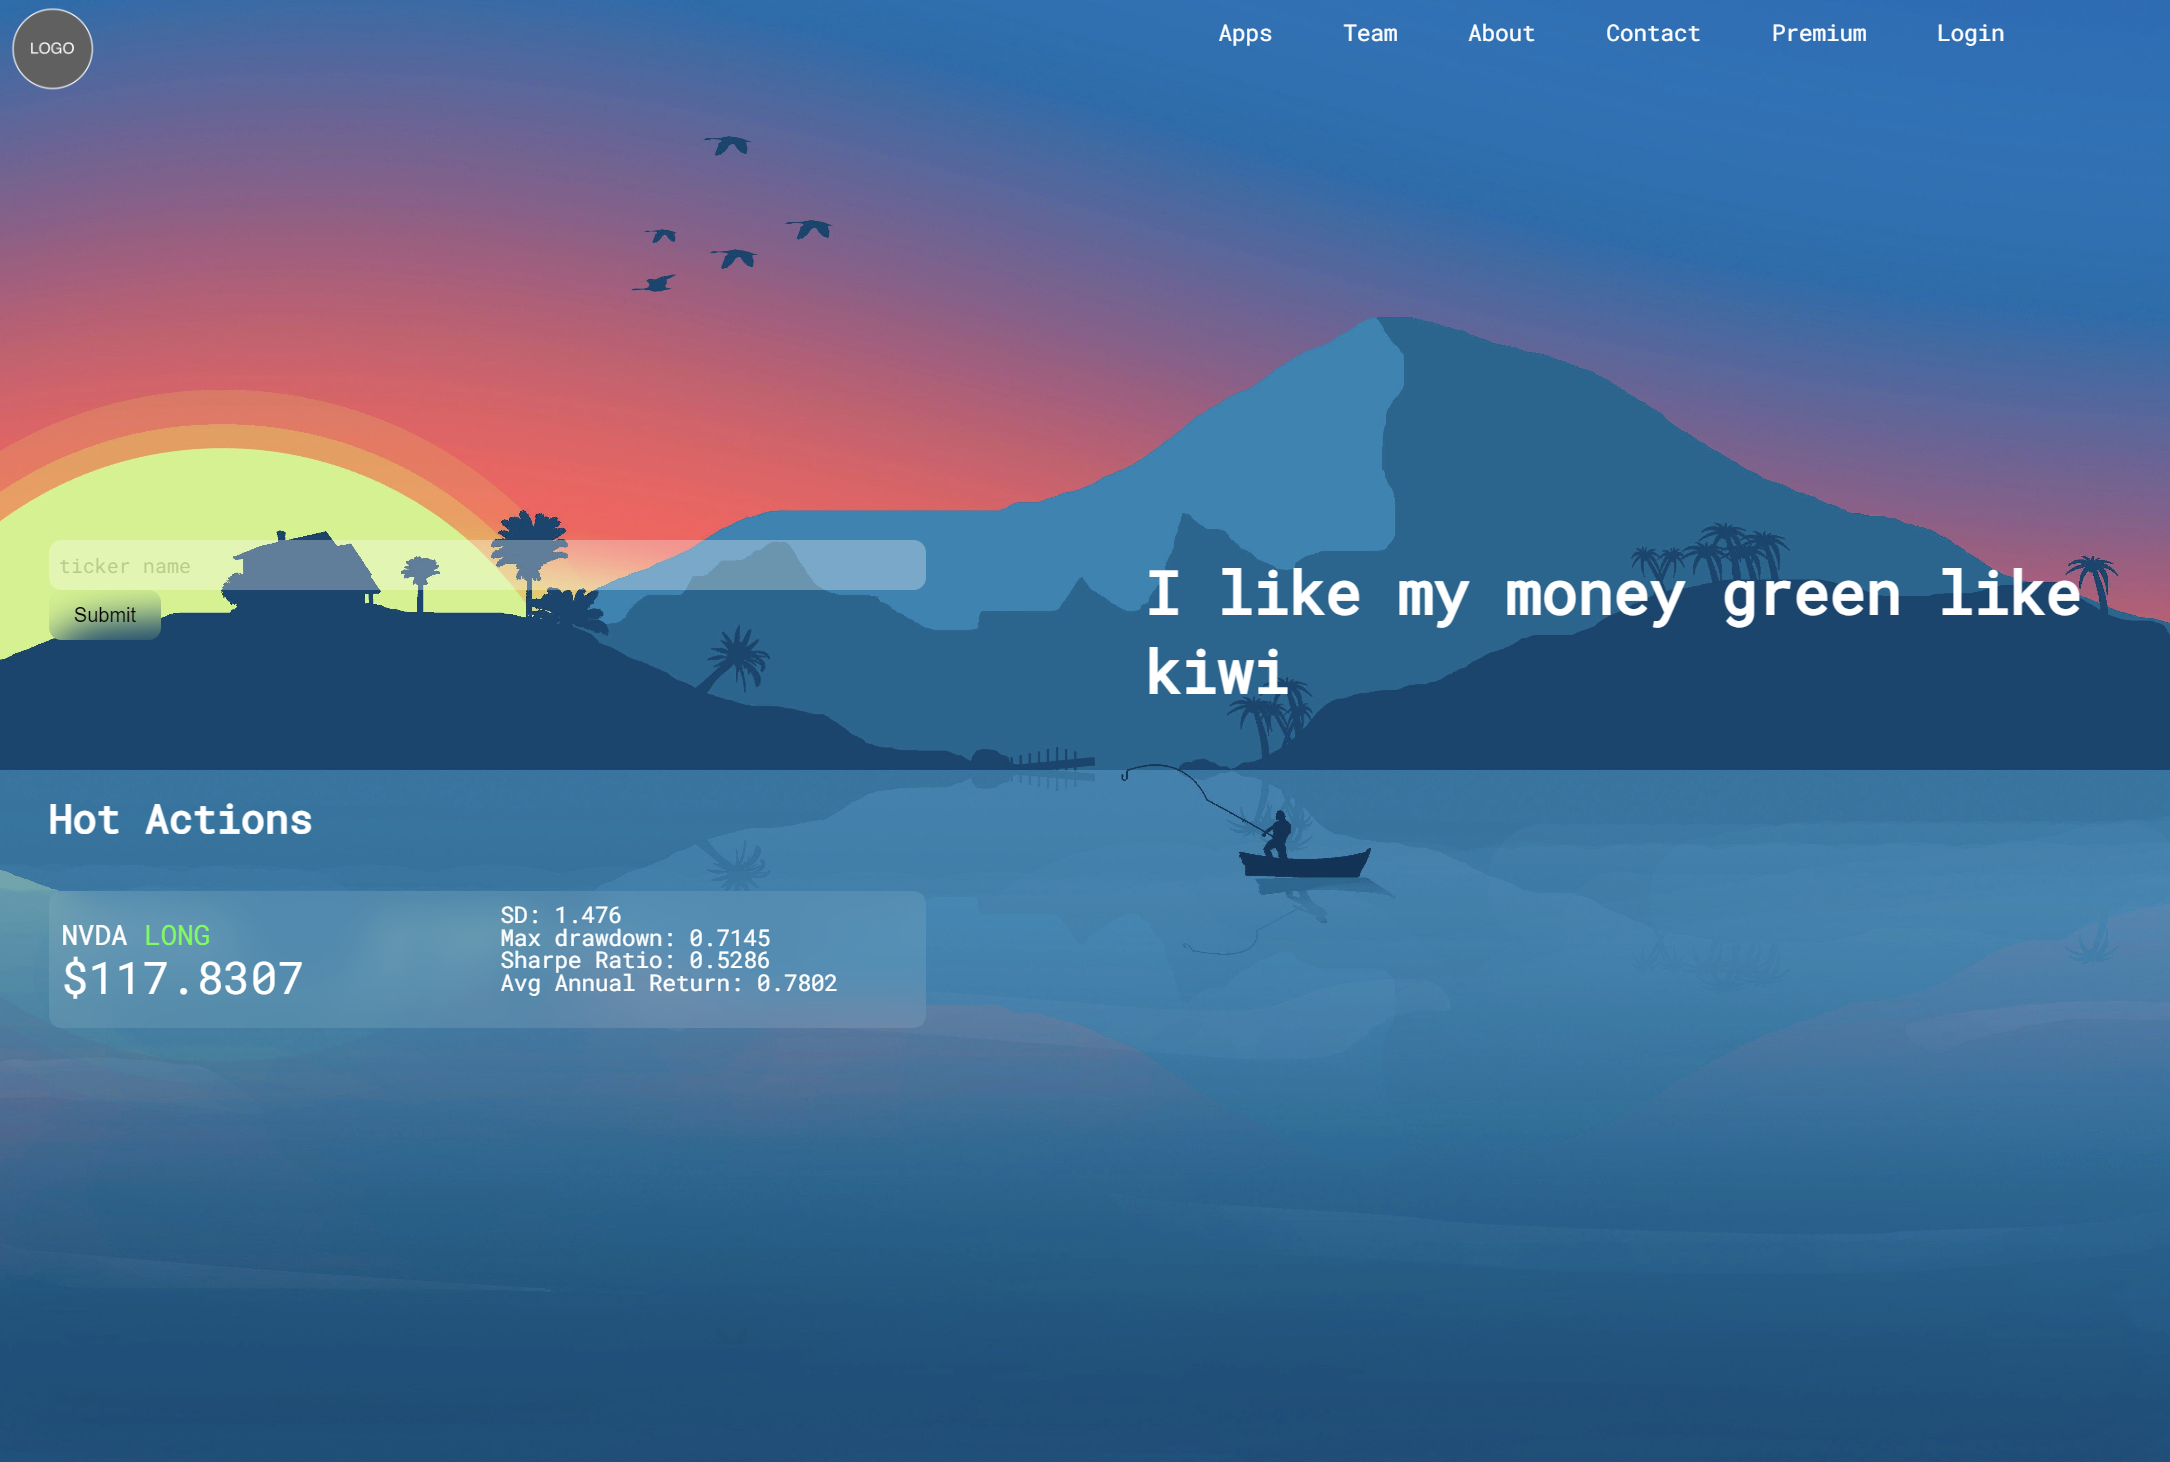 LOGO
Apps Team About Contact Premium Login
ticker name
Submit
I like my money green like
kiwi
Hot Actions
NVDA LONG
$117.8307
SD: 1.476
Max drawdown: 0.7145
Sharpe Ratio: 0.5286
Avg Annual Return: 0.7802